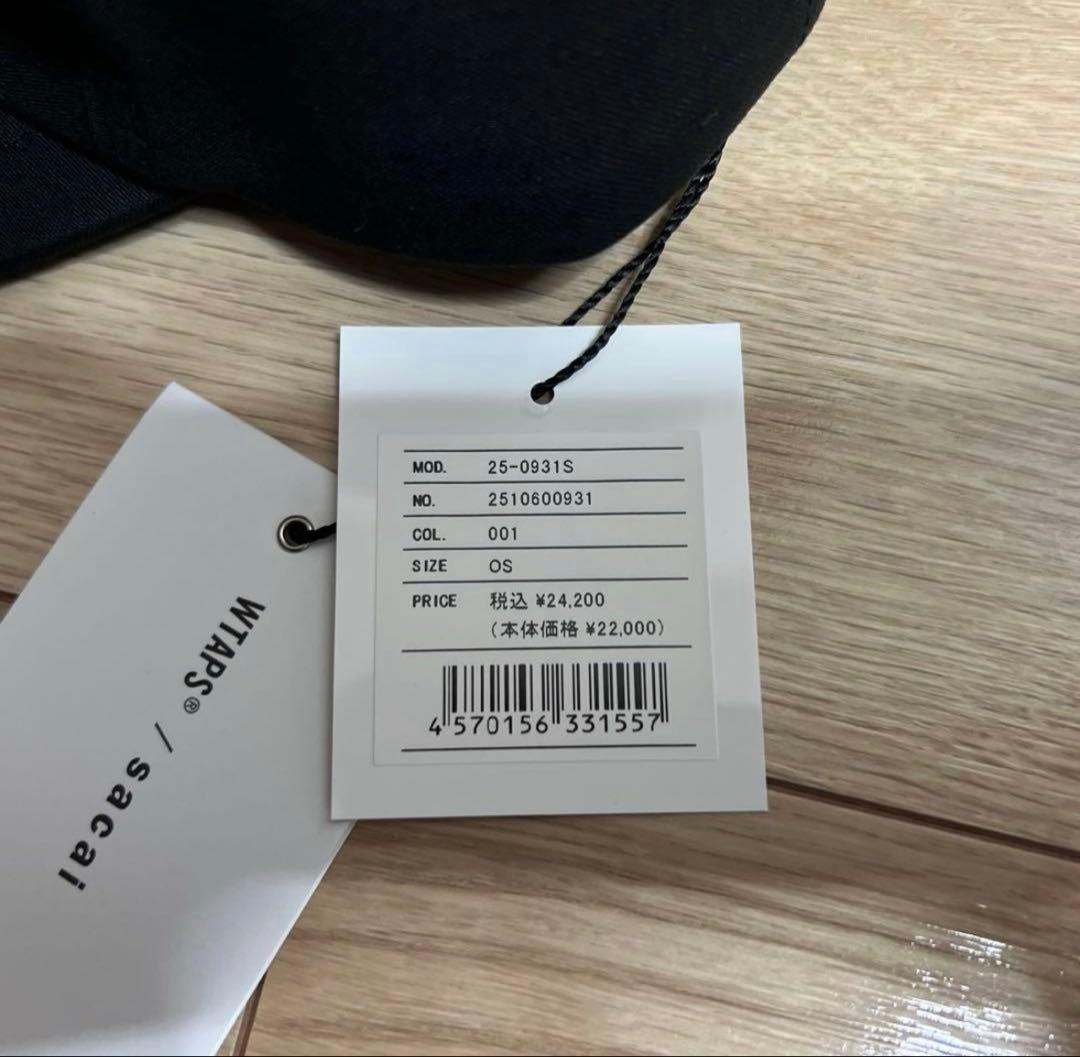 MOD. 25-0931S
NO. 2510600931
COL. 001
SIZE OS
PRICE 税込 ¥24,200
(本体価格 ¥22,000)
4 570156 331557
WTAPS® / sacai